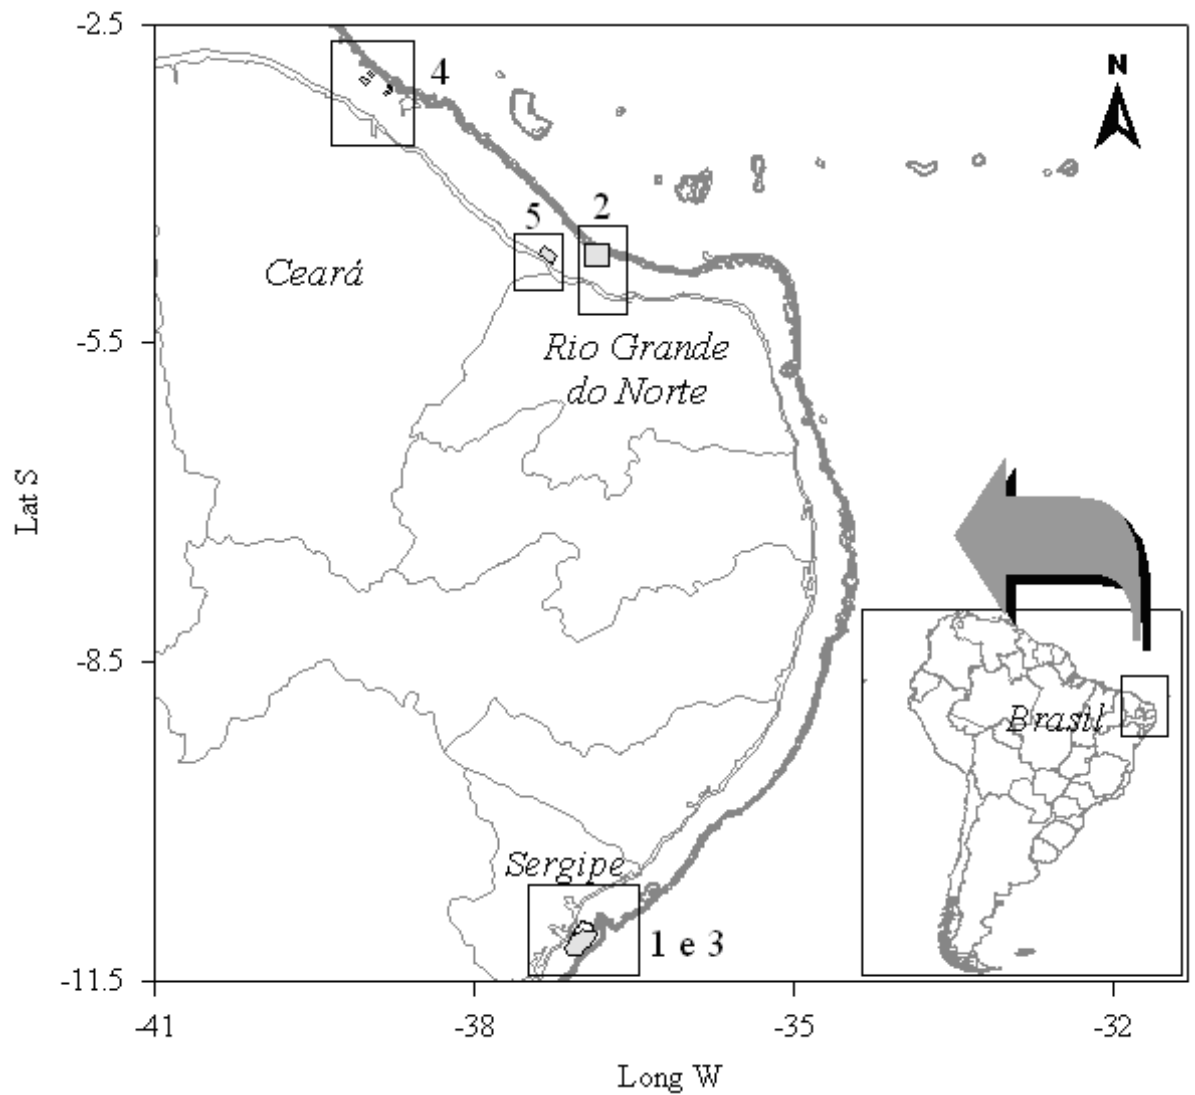 -2.5
N
4
5
2
Ceará
-5.5
Rio Grande
do Norte
Lat S
-8.5
Brasil
Sergipe
1 e 3
-11.5
-41
-38
-35
-32
Long W